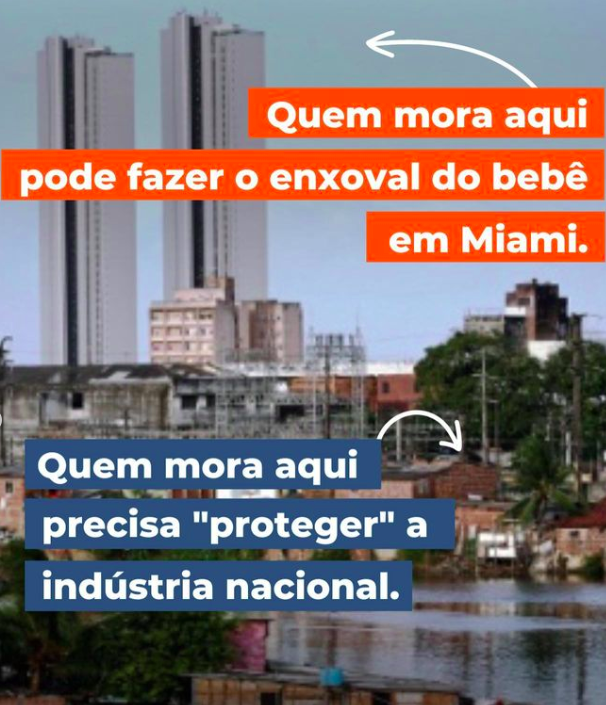 Quem mora aqui
pode fazer o enxoval do bebê
em Miami.
Quem mora aqui
precisa "proteger" a
indústria nacional.